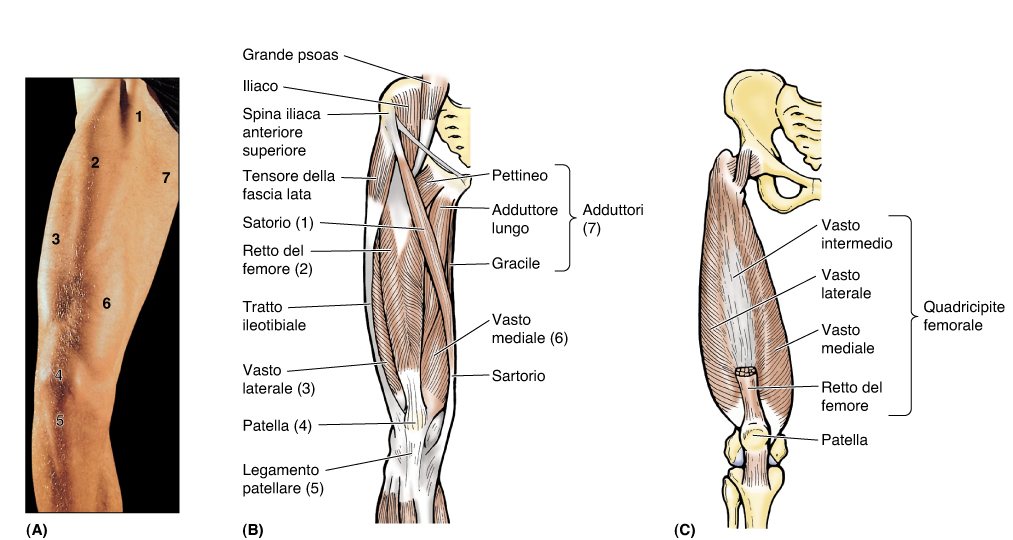 1
2
7
3
6
4
5
(A)
Grande psoas
Iliaco
Spina iliaca
anteriore
superiore
Tensore della
fascia lata
Satorio (1)
Retto del
femore (2)
Tratto
ileotibiale
Vasto
laterale (3)
Patella (4)
Legamento
patellare (5)
Pettineo
Adduttore
lungo
Gracile
Adduttori
(7)
Vasto
mediale (6)
Sartorio
(B)
Vasto
intermedio
Vasto
laterale
Vasto
mediale
Retto del
femore
Patella
Quadricipite
femorale
(C)